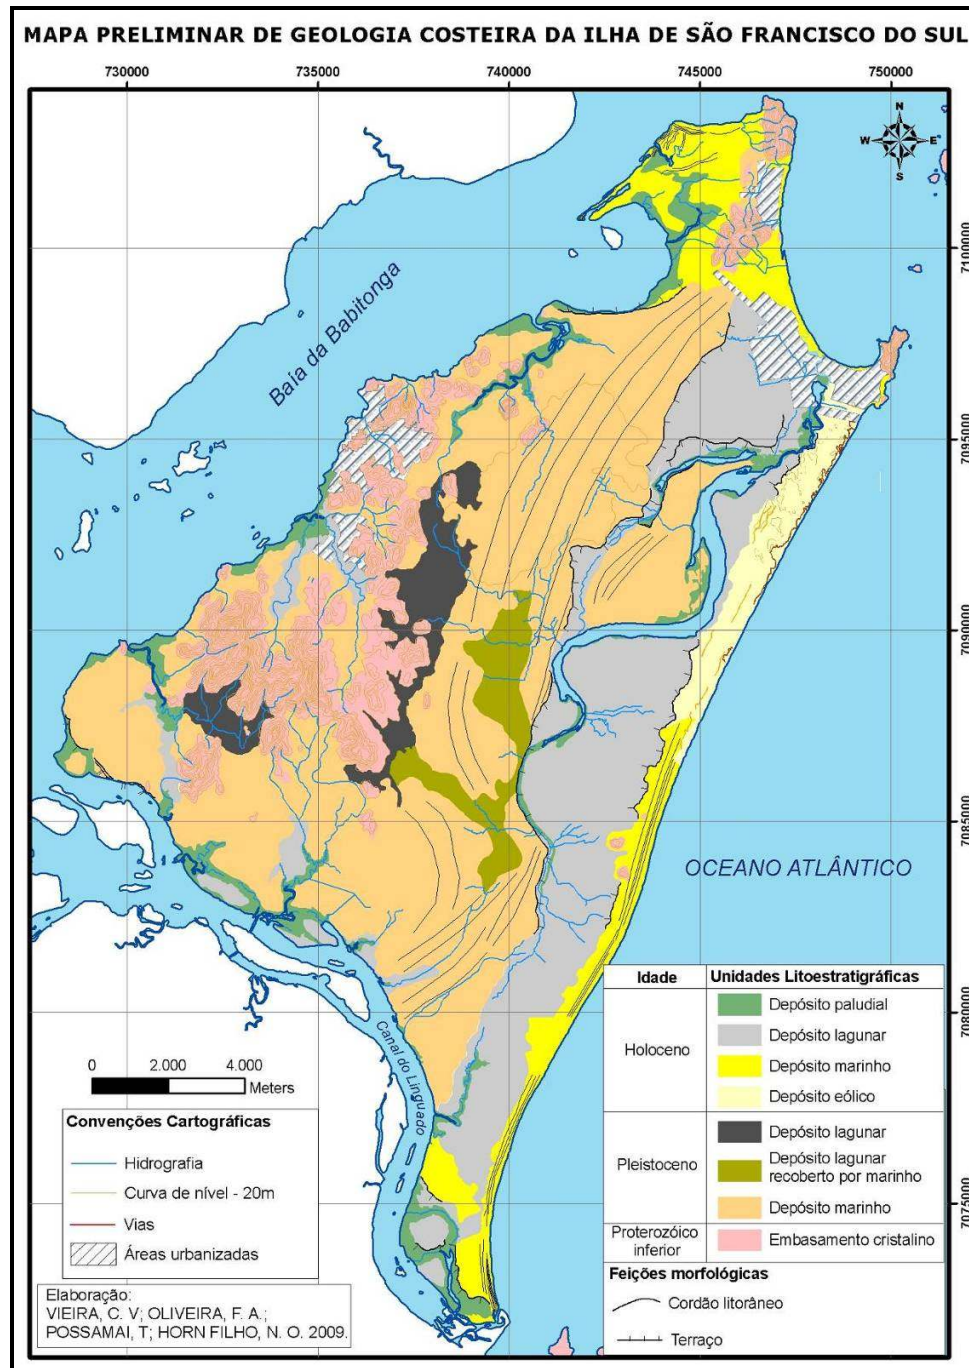 MAPA PRELIMINAR DE GEOLOGIA COSTEIRA DA ILHA DE SÃO FRANCISCO DO SUL
730000 735000 740000 745000 750000
N
W E
S
7100000
Baia da Babitonga
7095000
7090000
7085000
OCEANO ATLÂNTICO
Idade Unidades Litoestratigráficas
Depósito paludial
Depósito lagunar
Holoceno
Depósito marinho
Depósito eólico
Depósito lagunar
Pleistoceno
Depósito lagunar
recoberto por marinho
Depósito marinho
Proterozóico
inferior
Embasamento cristalino
Feições morfológicas
Cordão litorâneo
Terraço
7080000
7075000
Canal do Linguado
0 2.000 4.000
Meters
Convenções Cartográficas
Hidrografia
Curva de nível - 20m
Vias
Áreas urbanizadas
Elaboração:
VIEIRA, C. V; OLIVEIRA, F. A.;
POSSAMAI, T; HORN FILHO, N. O. 2009.